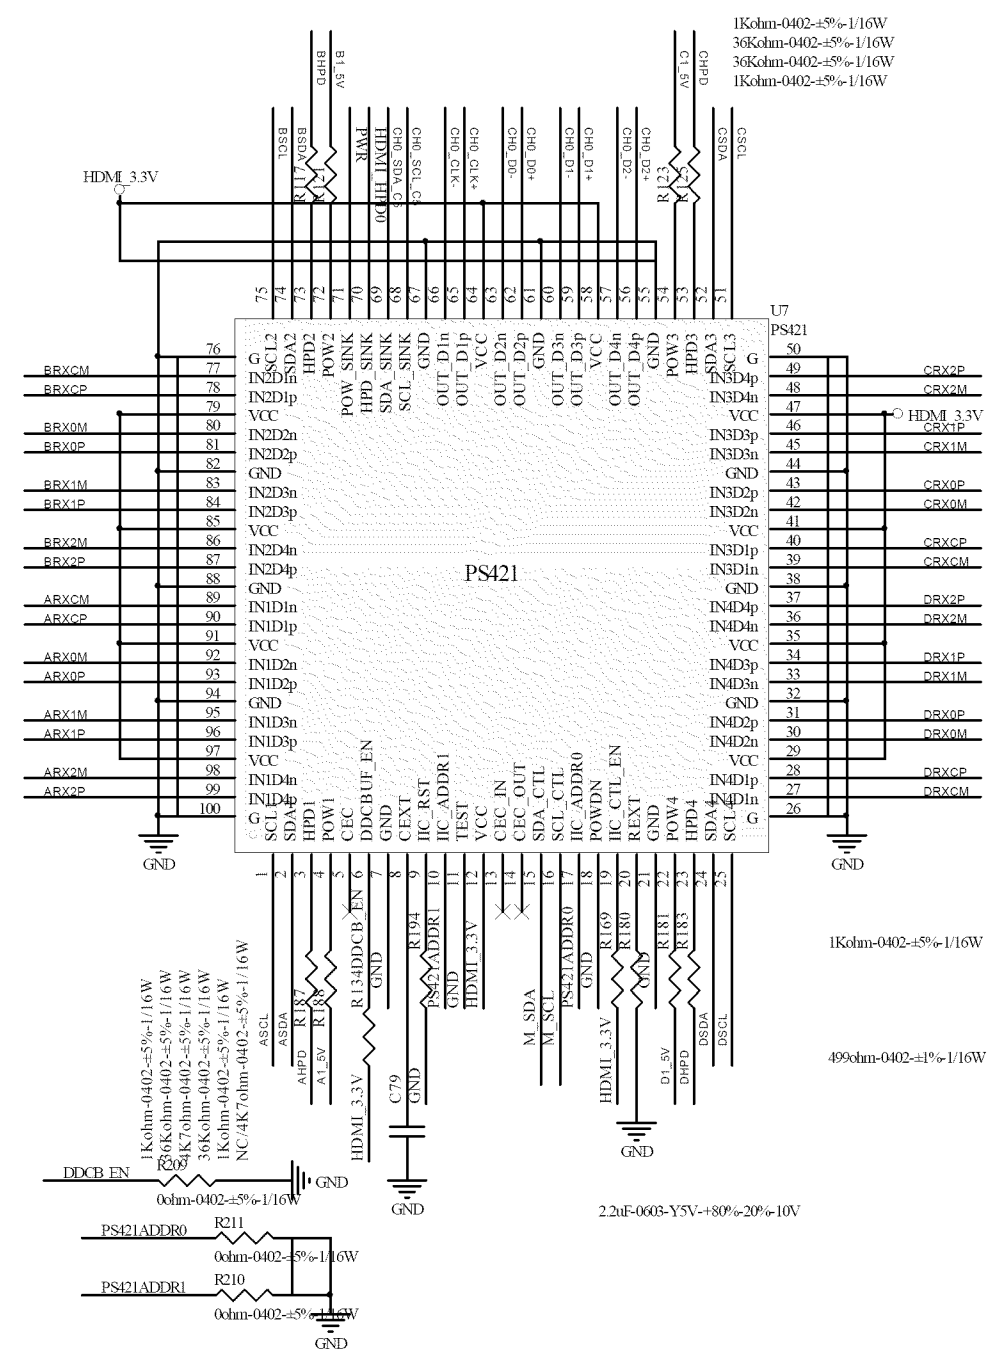 1Kohm-0402-±5%-1/16W
36Kohm-0402-±5%-1/16W
36Kohm-0402-±5%-1/16W
1Kohm-0402-±5%-1/16W
BHPD
B1_5V
C1_5V
CHPD
BSCL
BSDA
R117
R121
PWR
HDMI_HPD0
CH0_SDA_C5
CH0_SCL_C5
CH0_CLK-
CH0_CLK+
CH0_D0-
CH0_D0+
CH0_D1-
CH0_D1+
CH0_D2-
CH0_D2+
R123
R125
CSDA
CSCL
HDMI_3.3V
75 74 73 72 71 70 69 68 67 66 65 64 63 62 61 60 59 58 57 56 55 54 53 52 51
U7
PS421
SCL2
SDA2
HPD2
POW2
POW_SINK
HPD_SINK
SDA_SINK
SCL_SINK
GND
OUT_D1n
OUT_D1p
VCC
OUT_D2n
OUT_D2p
GND
OUT_D3n
OUT_D3p
VCC
OUT_D4n
OUT_D4p
GND
POW3
HPD3
SDA3
SCL3
76 G
BRXCM 77 IN2D1n
BRXCP 78 IN2D1p
79 VCC
BRX0M 80 IN2D2n
BRX0P 81 IN2D2p
82 GND
BRX1M 83 IN2D3n
BRX1P 84 IN2D3p
85 VCC
BRX2M 86 IN2D4n
BRX2P 87 IN2D4p
88 GND
ARXCM 89 IN1D1n
ARXCP 90 IN1D1p
91 VCC
ARX0M 92 IN1D2n
ARX0P 93 IN1D2p
94 GND
ARX1M 95 IN1D3n
ARX1P 96 IN1D3p
97 VCC
ARX2M 98 IN1D4n
ARX2P 99 IN1D4p
100 G
GND
PS421
G 50
IN3D4p 49 CRX2P
IN3D4n 48 CRX2M
VCC 47 HDMI_3.3V
IN3D3p 46 CRX1P
IN3D3n 45 CRX1M
GND 44
IN3D2p 43 CRX0P
IN3D2n 42 CRX0M
VCC 41
IN3D1p 40 CRXCP
IN3D1n 39 CRXCM
GND 38
IN4D4p 37 DRX2P
IN4D4n 36 DRX2M
VCC 35
IN4D3p 34 DRX1P
IN4D3n 33 DRX1M
GND 32
IN4D2p 31 DRX0P
IN4D2n 30 DRX0M
VCC 29
IN4D1p 28 DRXCP
IN4D1n 27 DRXCM
G 26
GND
SCL1
SDA1
HPD1
POW1
CEC
DDCBUF_EN
GND
CEXT
IIC_RST
IIC_ADDR1
TEST
VCC
CEC_IN
CEC_OUT
SDA_CTL
SCL_CTL
IIC_ADDR0
POWDN
IIC_CTL_EN
REXT
GND
POW4
HPD4
SDA4
SCL4
1 2 3 4 5 6 7 8 9 10 11 12 13 14 15 16 17 18 19 20 21 22 23 24 25
ASCL
ASDA
R187
AHPD
R188
A1_5V
R134
DDCB_EN
HDMI_3.3V
GND
C79
GND
R194
GND
PS421ADDR1
GND
HDMI_3.3V
M_SDA
M_SCL
PS421ADDR0
GND
R169
HDMI_3.3V
R180
GND
GND
R181
D1_5V
R183
DHPD
DSDA
DSCL
1Kohm-0402-±5%-1/16W
499ohm-0402-±1%-1/16W
1Kohm-0402-±5%-1/16W
36Kohm-0402-±5%-1/16W
4K7ohm-0402-±5%-1/16W
36Kohm-0402-±5%-1/16W
1Kohm-0402-±5%-1/16W
NC/4K7ohm-0402-±5%-1/16W
DDCB_EN
R209
GND
0ohm-0402-±5%-1/16W
2.2uF-0603-Y5V-+80%-20%-10V
PS421ADDR0
R211
0ohm-0402-±5%-1/16W
PS421ADDR1
R210
0ohm-0402-±5%-1/16W
GND